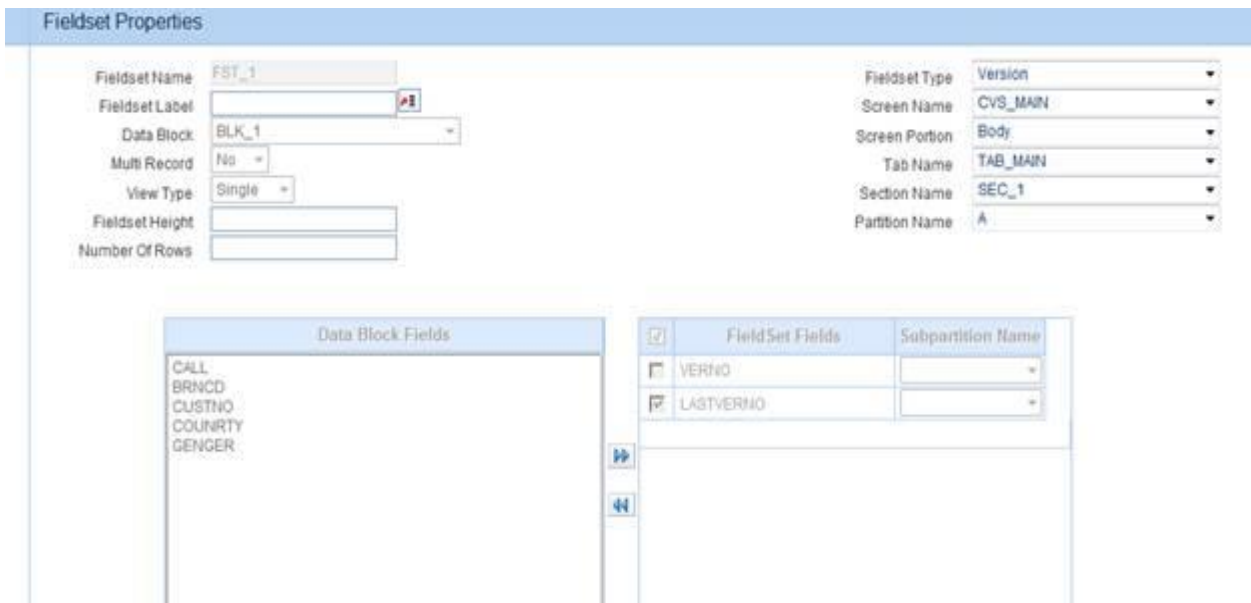 Fieldset Properties
Fieldset Name FST_1
Fieldset Label
Data Block BLK_1
Multi Record No
View Type Single
Fieldset Height
Number Of Rows
Fieldset Type Version
Screen Name CVS_MAIN
Screen Portion Body
Tab Name TAB_MAIN
Section Name SEC_1
Partition Name A
Data Block Fields
CALL
BRNCD
CUSTNO
COUNRTY
GENGER
FieldSet Fields Subpartition Name
VERNO
LASTVERNO